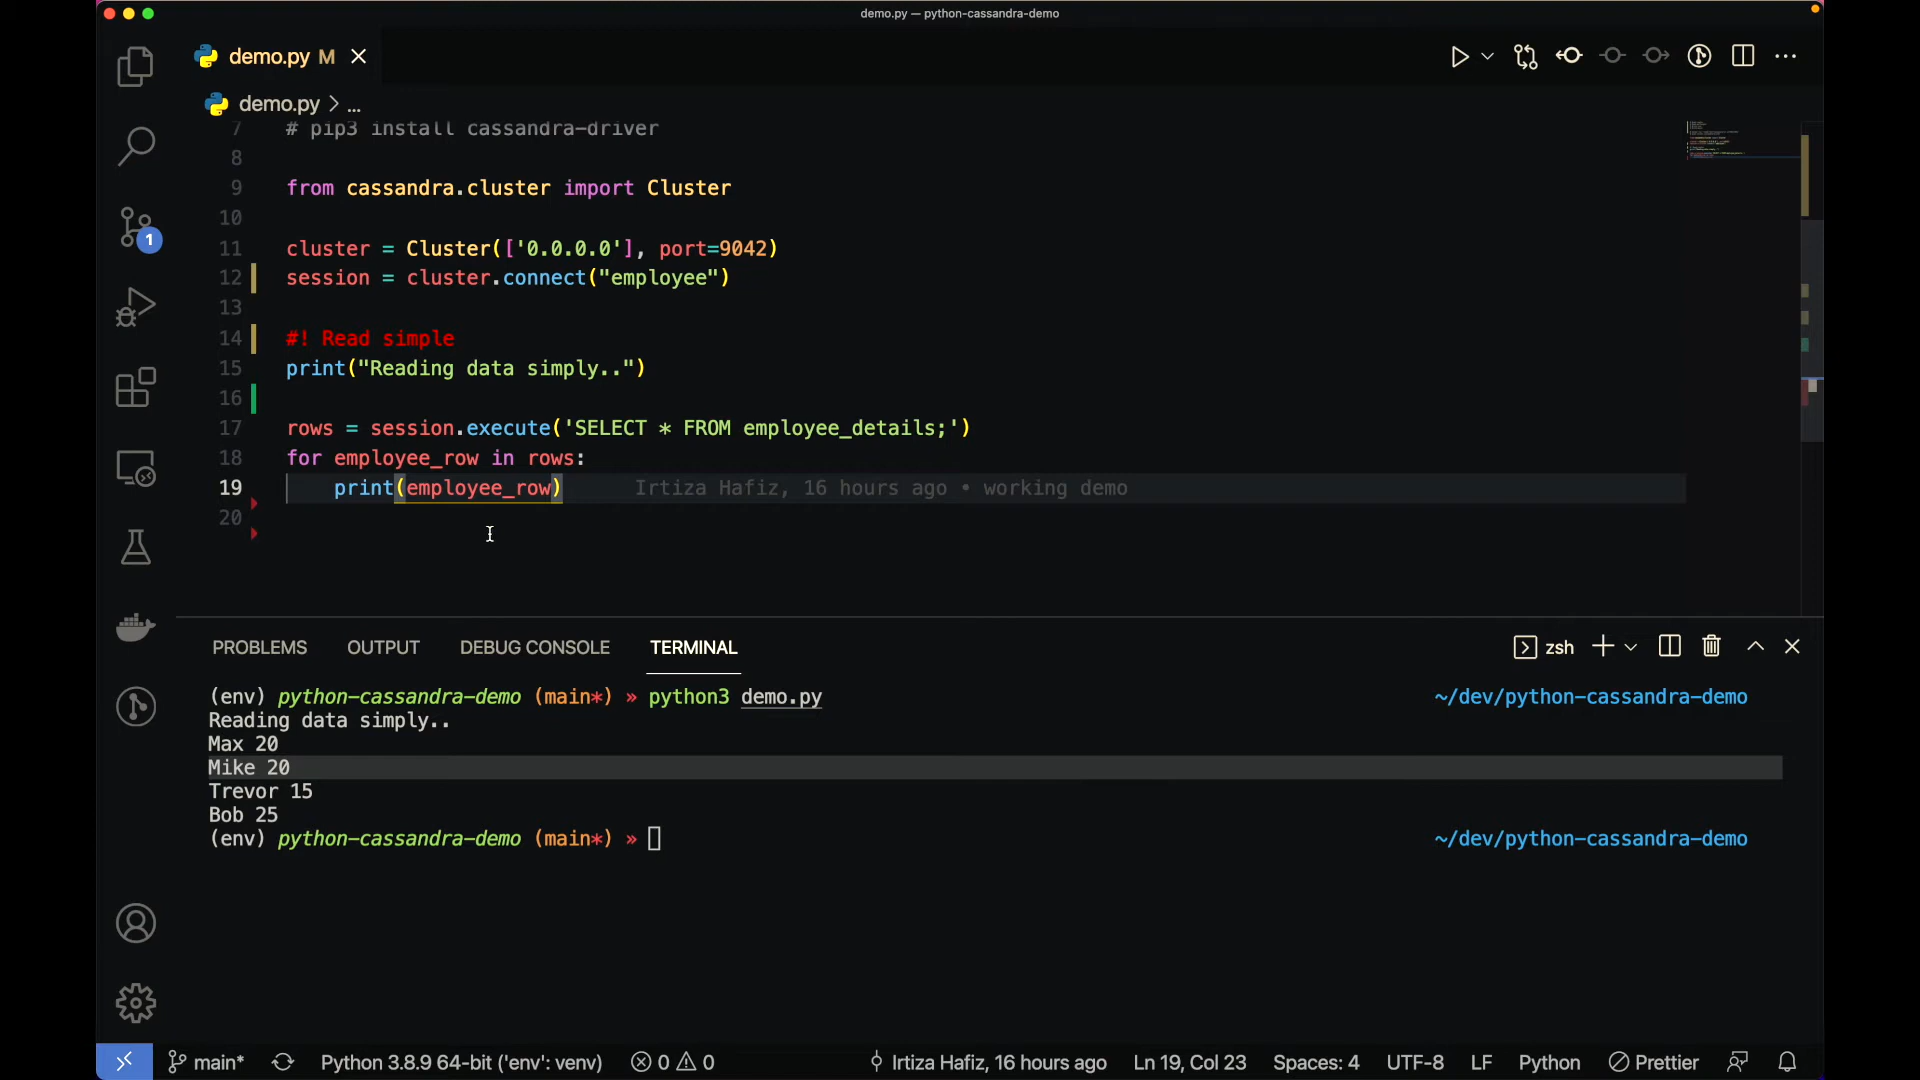 demo.py — python-cassandra-demo
demo.py M
demo.py > ...
7 # pip3 install cassandra-driver
8
9 from cassandra.cluster import Cluster
10
11 cluster = Cluster(['0.0.0.0'], port=9042)
12 session = cluster.connect("employee")
13
14 #! Read simple
15 print("Reading data simply..")
16
17 rows = session.execute('SELECT * FROM employee_details;')
18 for employee_row in rows:
19 print(employee_row) Irtiza Hafiz, 16 hours ago • working demo
20
1
PROBLEMS OUTPUT DEBUG CONSOLE TERMINAL zsh
(env) python-cassandra-demo (main*) » python3 demo.py ~/dev/python-cassandra-demo
Reading data simply..
Max 20
Mike 20
Trevor 15
Bob 25
(env) python-cassandra-demo (main*) » ~/dev/python-cassandra-demo
main* Python 3.8.9 64-bit ('env': venv) 0 0 Irtiza Hafiz, 16 hours ago Ln 19, Col 23 Spaces: 4 UTF-8 LF Python Prettier